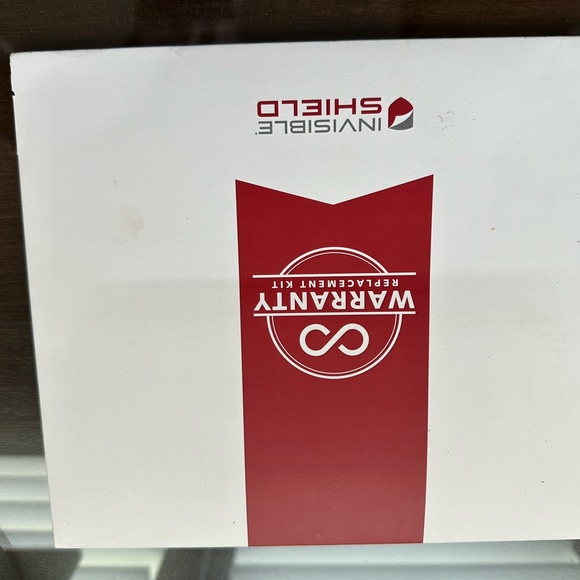 INVISIBLE
SHIELD
WARRANTY
REPLACEMENT KIT